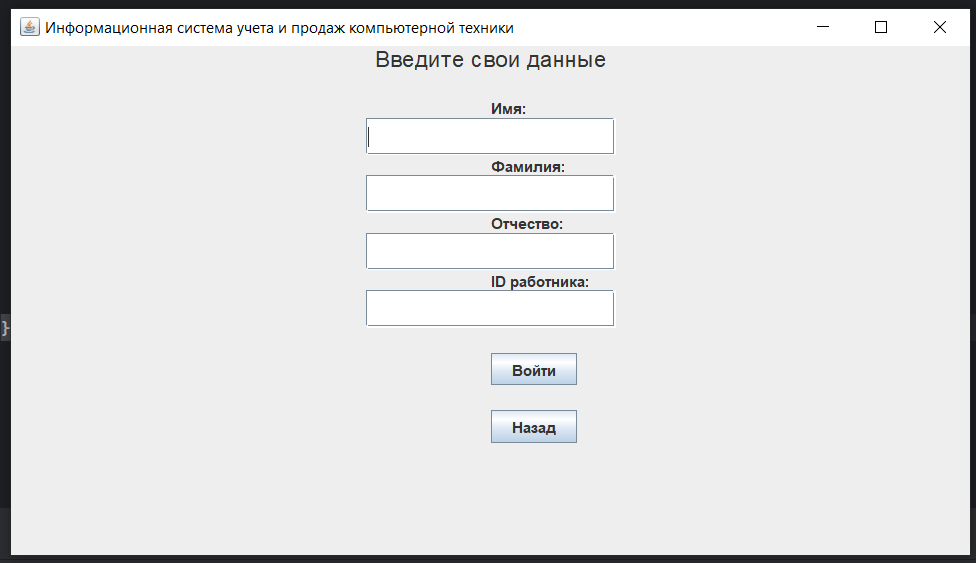 Информационная система учета и продаж компьютерной техники
Введите свои данные
Имя:
Фамилия:
Отчество:
ID работника:
}
Войти
Назад